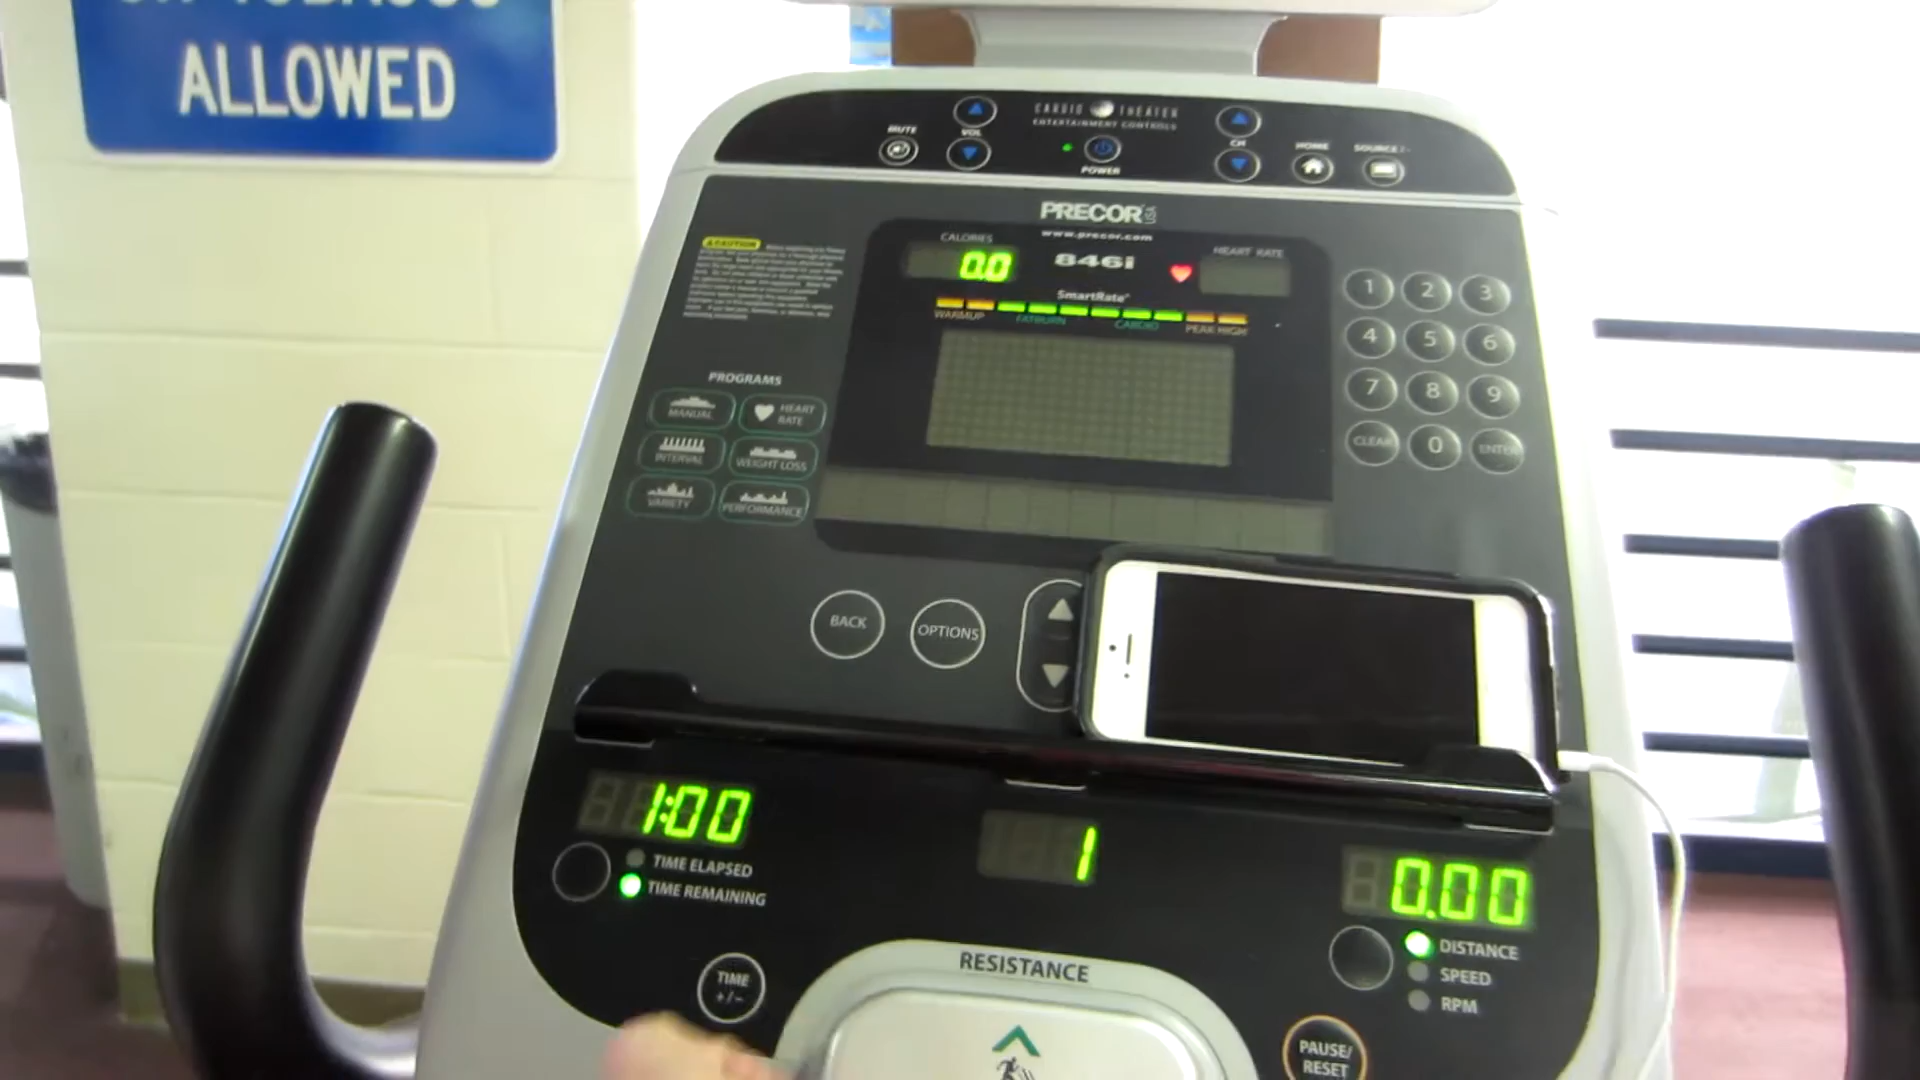 ALLOWED
CARDIO THEATER
ENTERTAINMENT CONTROLS
MUTE
VOL
POWER
CH
HOME
SOURCE / -
PRECOR USA
www.precor.com
846i
CALORIES
0.0
HEART RATE
SmartRate
WARMUP FATBURN CARDIO PEAK HIGH
CAUTION
PROGRAMS
MANUAL
HEART RATE
INTERVAL
WEIGHT LOSS
VARIETY
PERFORMANCE
1 2 3
4 5 6
7 8 9
CLEAR 0 ENTER
BACK
OPTIONS
1:00
TIME ELAPSED
TIME REMAINING
1
0.00
DISTANCE
SPEED
RPM
TIME
+/-
RESISTANCE
PAUSE/
RESET